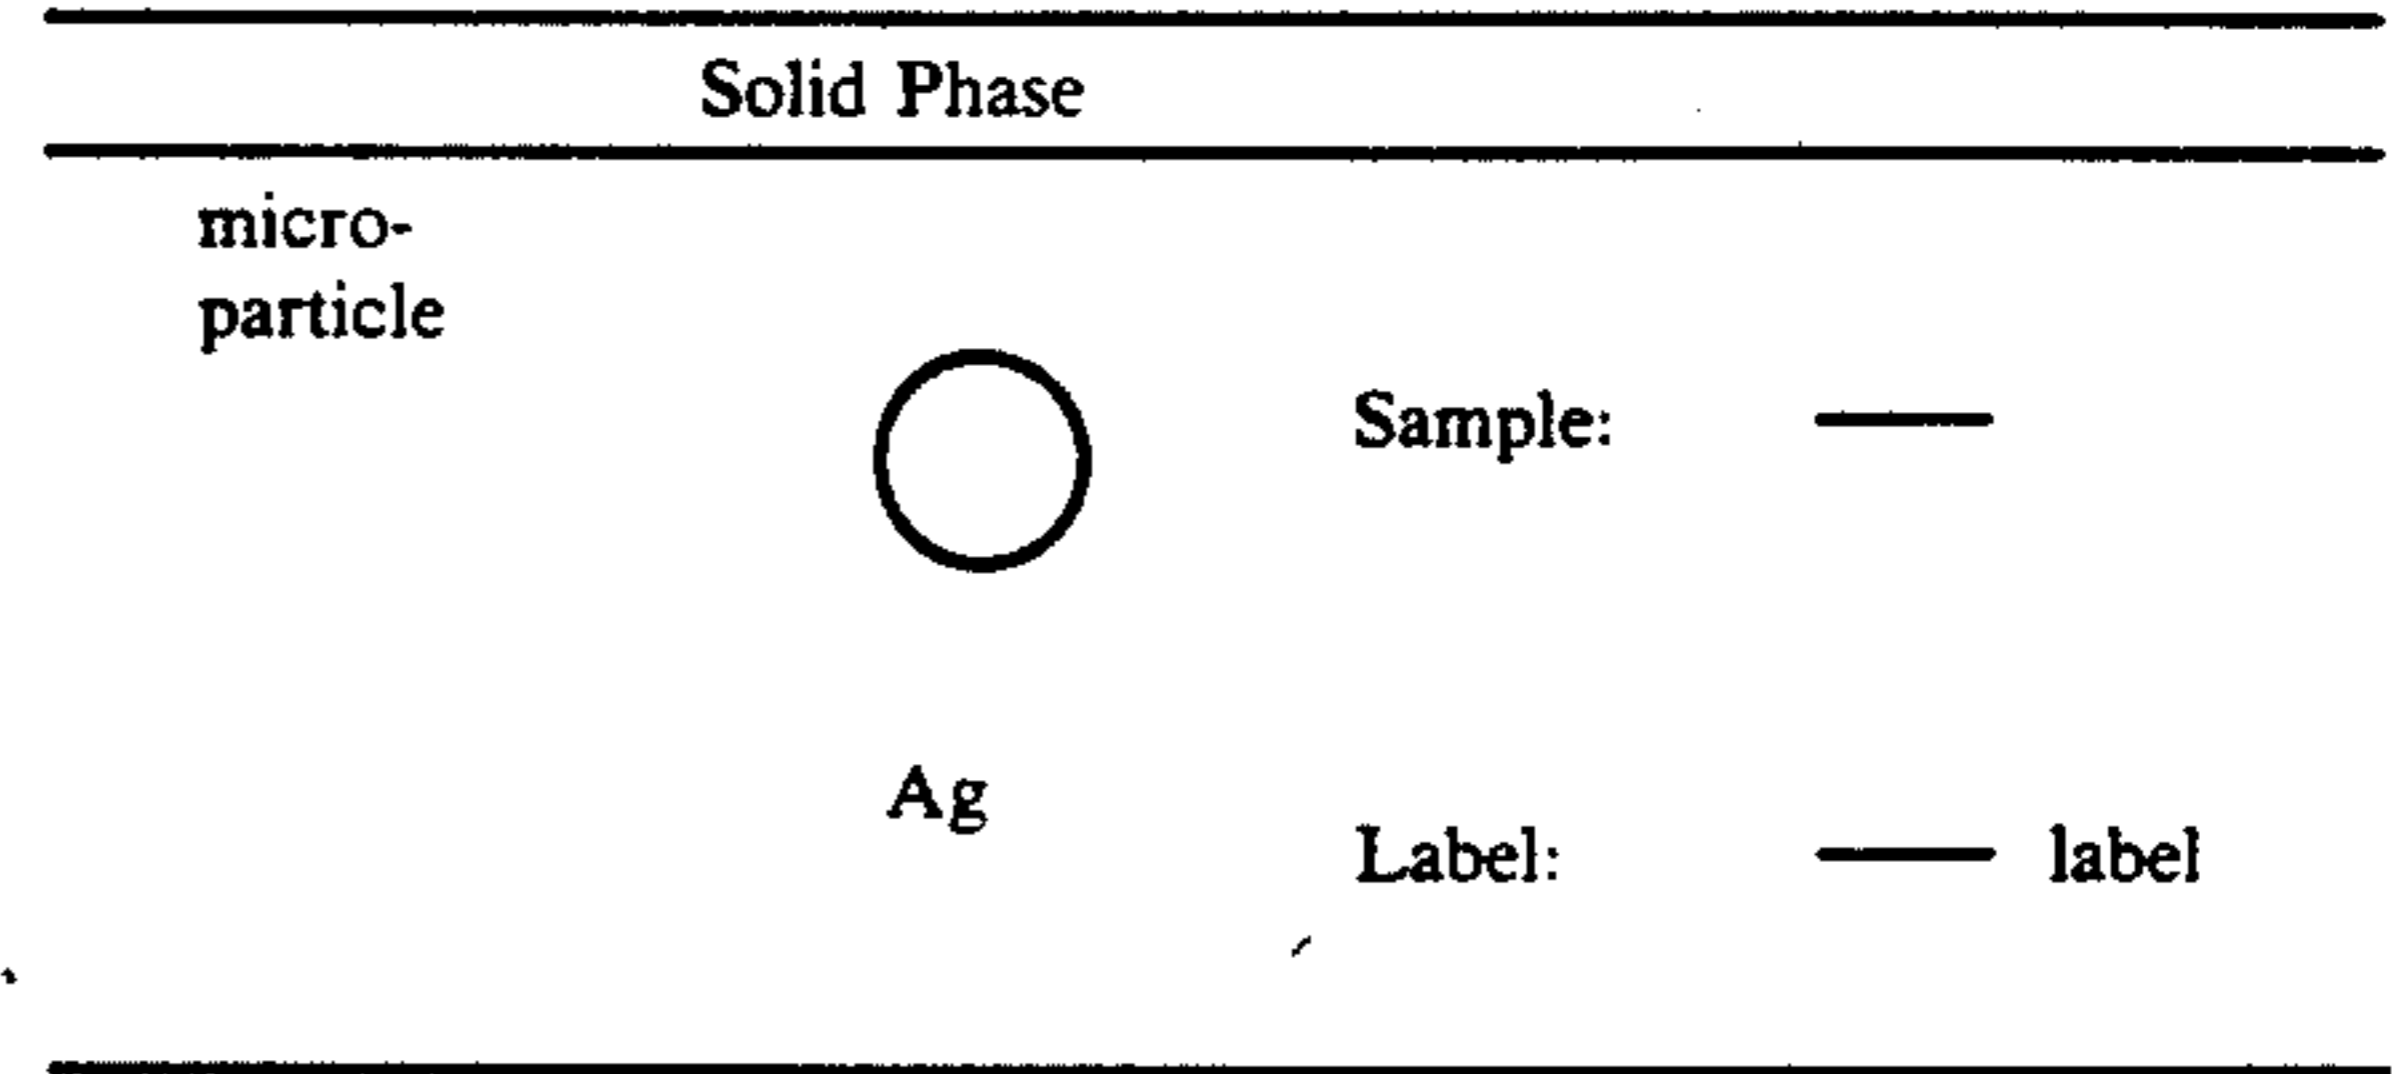 Solid Phase
micro-
particle
Sample:
Ag
Label: label